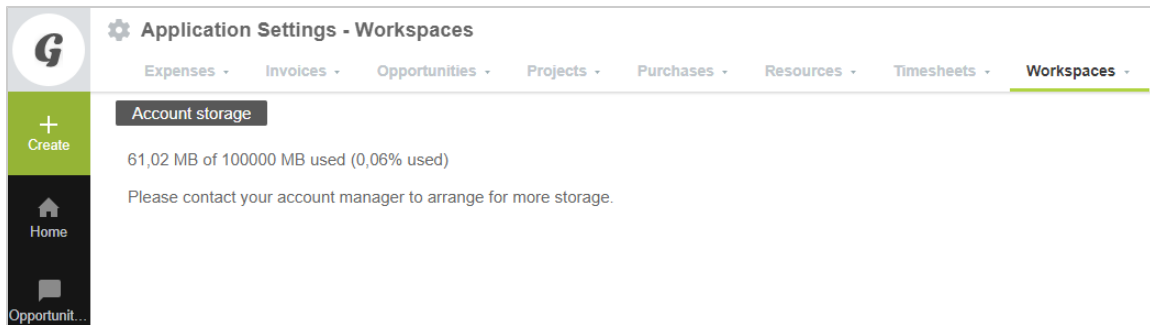 G
Application Settings - Workspaces
Expenses Invoices Opportunities Projects Purchases Resources Timesheets Workspaces
Create
Account storage
61,02 MB of 100000 MB used (0,06% used)
Please contact your account manager to arrange for more storage.
Home
Opportunit...